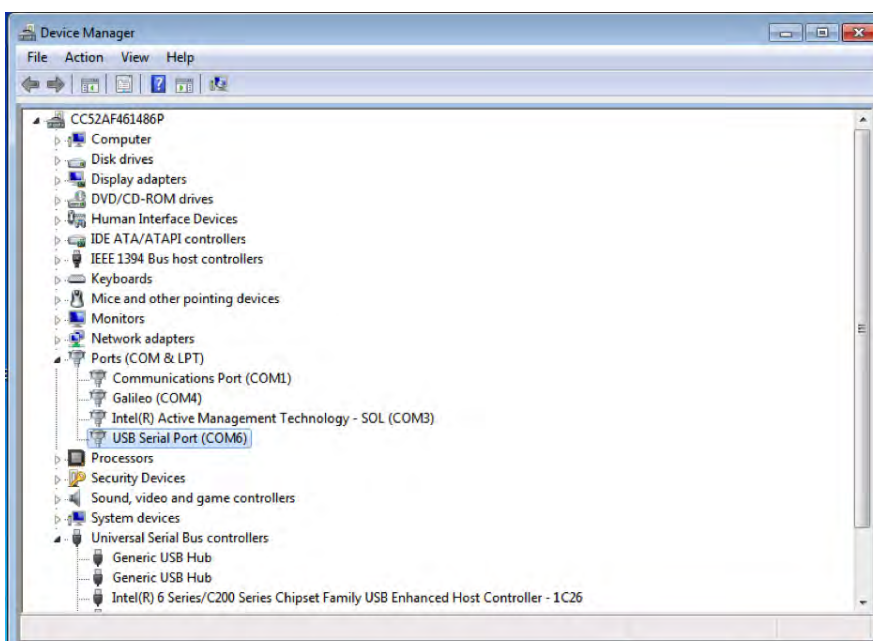 Device Manager
File Action View Help
CC52AF461486P
Computer
Disk drives
Display adapters
DVD/CD-ROM drives
Human Interface Devices
IDE ATA/ATAPI controllers
IEEE 1394 Bus host controllers
Keyboards
Mice and other pointing devices
Monitors
Network adapters
Ports (COM & LPT)
Communications Port (COM1)
Galileo (COM4)
Intel(R) Active Management Technology - SOL (COM3)
USB Serial Port (COM6)
Processors
Security Devices
Sound, video and game controllers
System devices
Universal Serial Bus controllers
Generic USB Hub
Generic USB Hub
Intel(R) 6 Series/C200 Series Chipset Family USB Enhanced Host Controller - 1C26